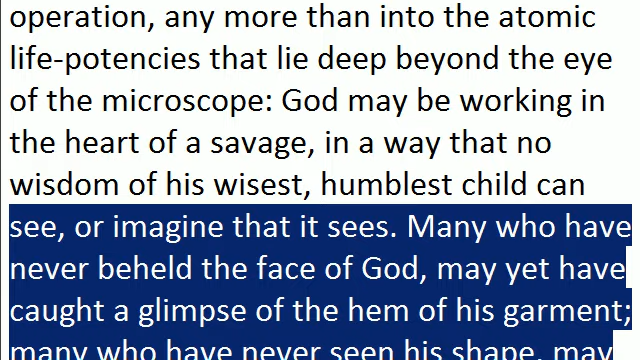 operation, any more than into the atomic
life-potencies that lie deep beyond the eye
of the microscope: God may be working in
the heart of a savage, in a way that no
wisdom of his wisest, humblest child can
see, or imagine that it sees. Many who have
never beheld the face of God, may yet have
caught a glimpse of the hem of his garment;
many who have never seen his shape, may